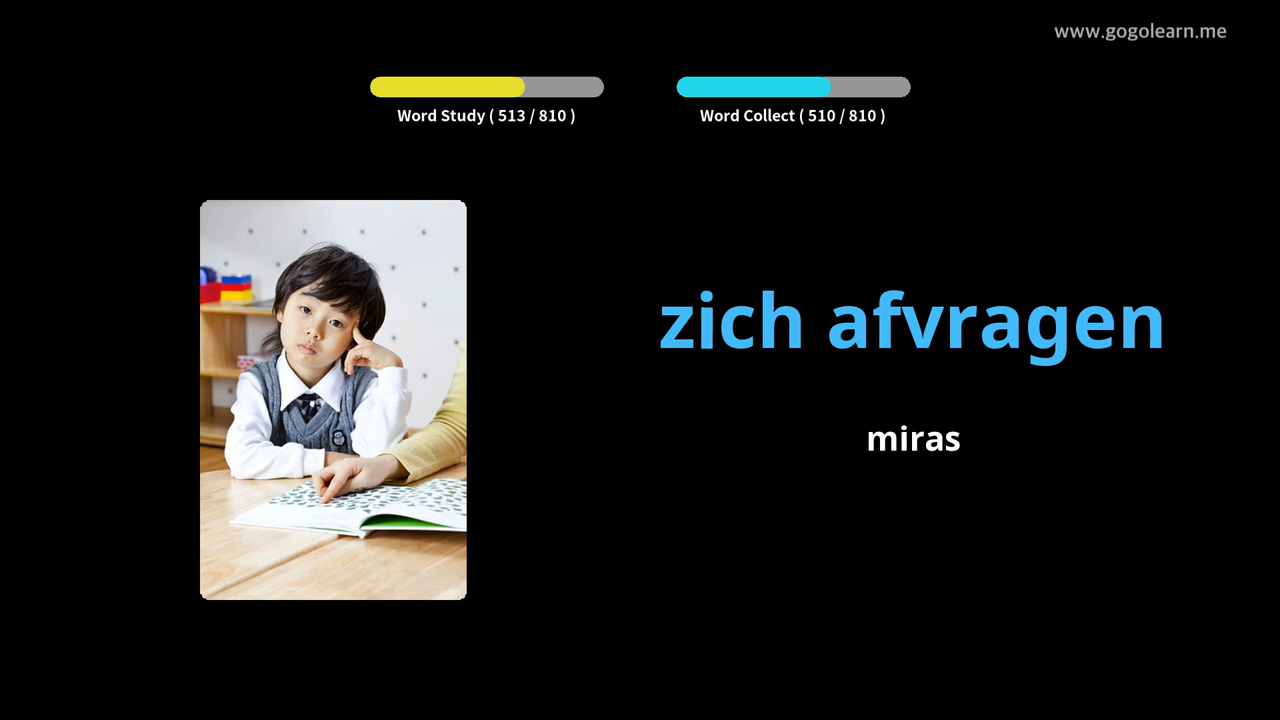 www.gogolearn.me
Word Study ( 513 / 810 )
Word Collect ( 510 / 810 )
zich afvragen
miras